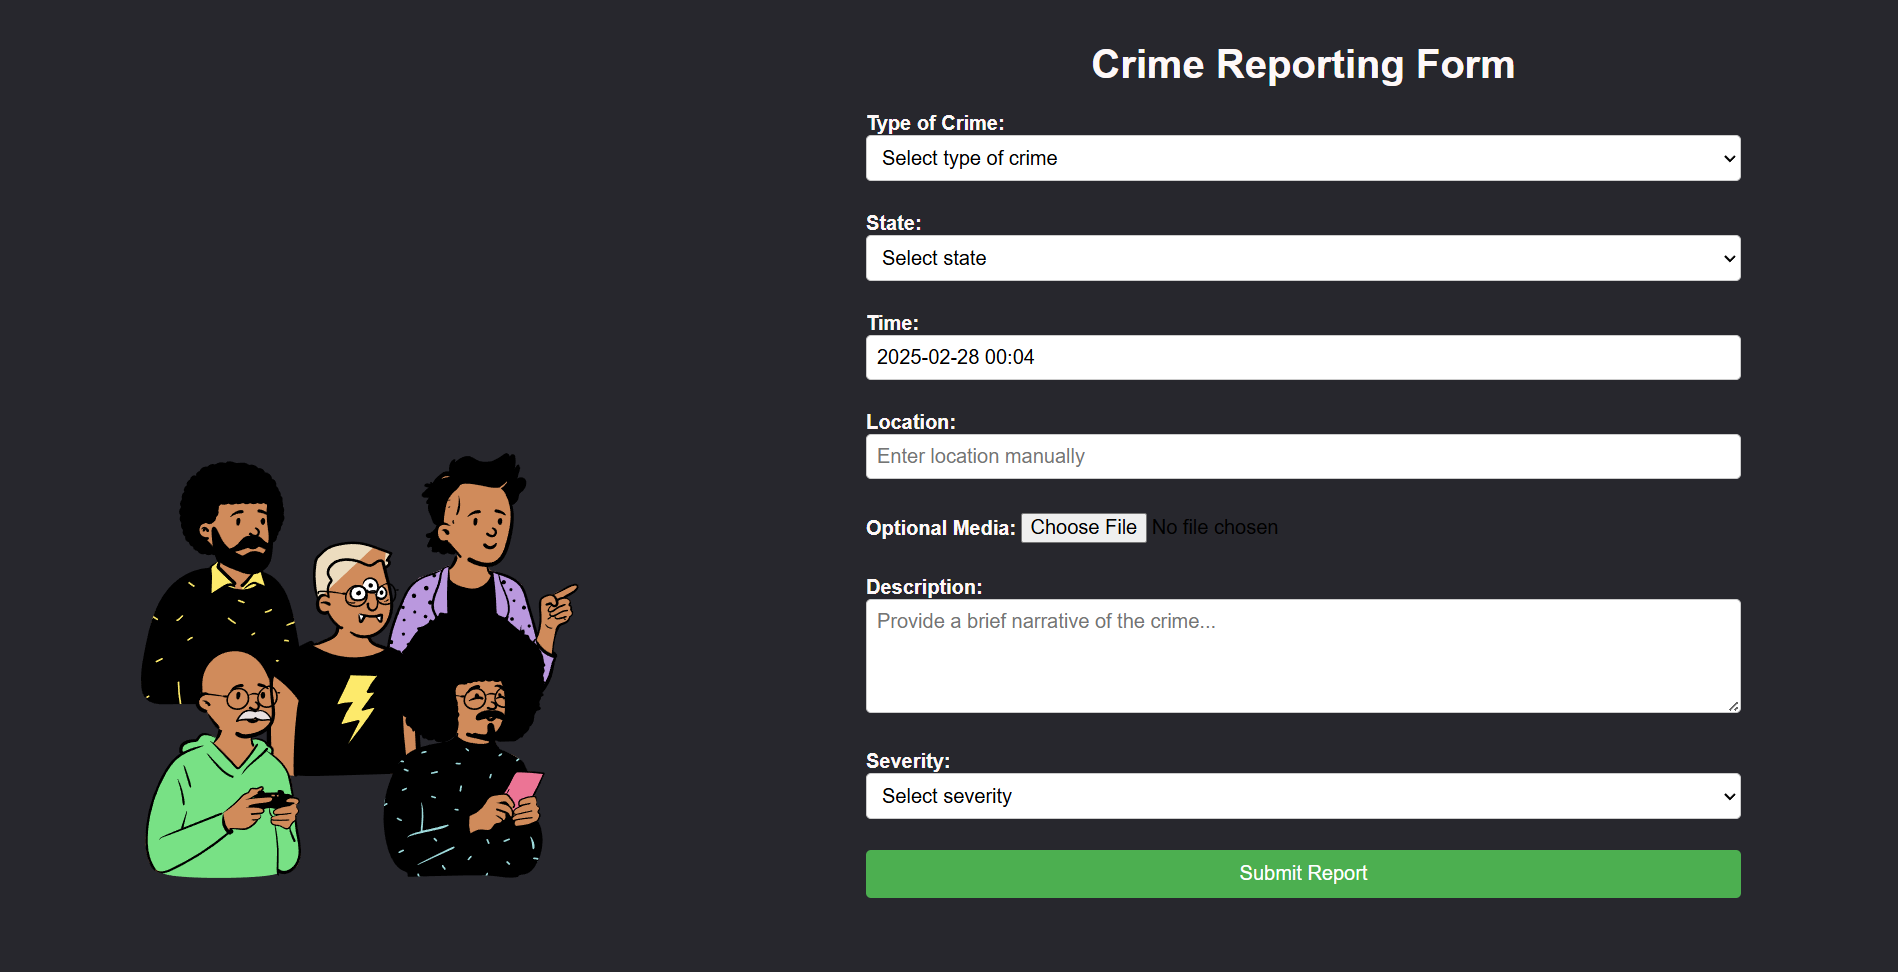 Crime Reporting Form
Type of Crime:
Select type of crime
State:
Select state
Time:
2025-02-28 00:04
Location:
Enter location manually
Optional Media: Choose File No file chosen
Description:
Provide a brief narrative of the crime...
Severity:
Select severity
Submit Report